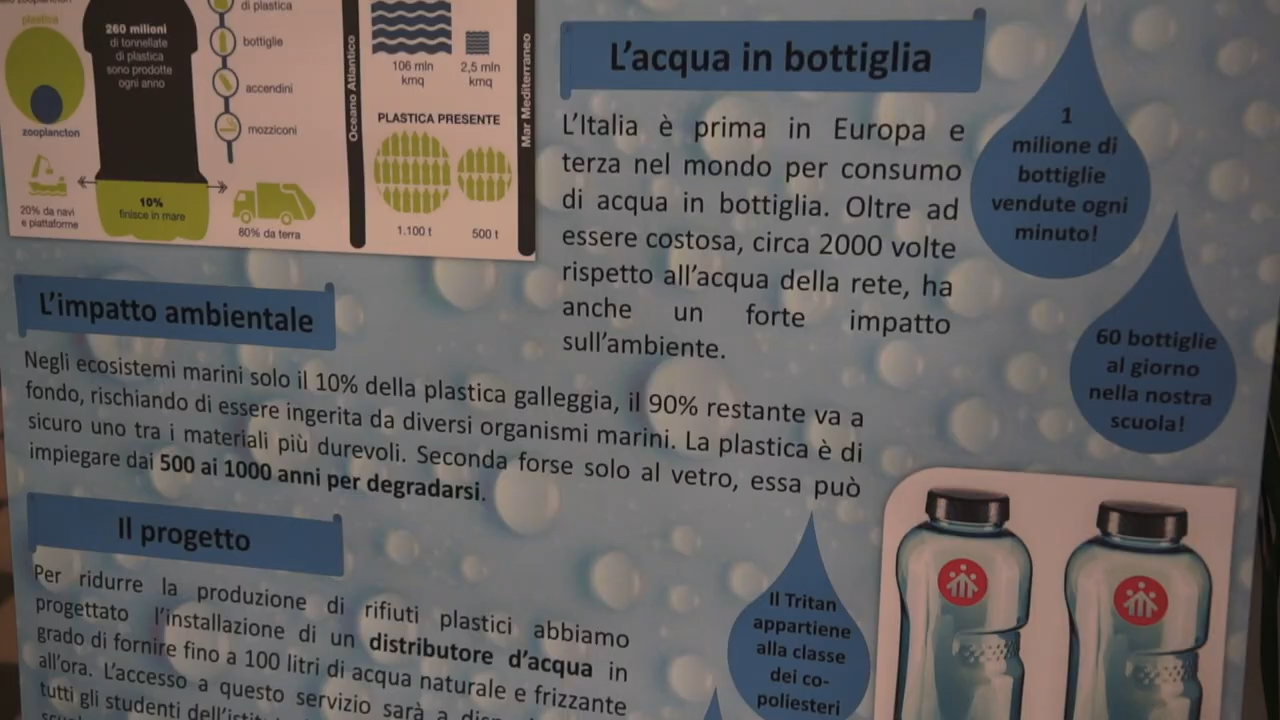 plastica
zooplancton
20% da navi
e piattaforme
260 milioni
di tonnellate
di plastica
sono prodotte
ogni anno
10%
finisce in mare
di plastica
bottiglie
accendini
mozziconi
80% da terra
Oceano Atlantico
106 mln
kmq
2,5 mln
kmq
PLASTICA PRESENTE
1.100 t
500 t
Mar Mediterraneo
L'acqua in bottiglia
L'Italia è prima in Europa e
terza nel mondo per consumo
di acqua in bottiglia. Oltre ad
essere costosa, circa 2000 volte
rispetto all'acqua della rete, ha
anche un forte impatto
sull'ambiente.
1
milione di
bottiglie
vendute ogni
minuto!
60 bottiglie
al giorno
nella nostra
scuola!
L'impatto ambientale
Negli ecosistemi marini solo il 10% della plastica galleggia, il 90% restante va a
fondo, rischiando di essere ingerita da diversi organismi marini. La plastica è di
sicuro uno tra i materiali più durevoli. Seconda forse solo al vetro, essa può
impiegare dai 500 ai 1000 anni per degradarsi.
Il progetto
Per ridurre la produzione di rifiuti plastici abbiamo
progettato l'installazione di un distributore d'acqua in
grado di fornire fino a 100 litri di acqua naturale e frizzante
all'ora. L'accesso a questo servizio sarà a
tutti gli studenti
Il Tritan
appartiene
alla classe
dei co-
poliesteri